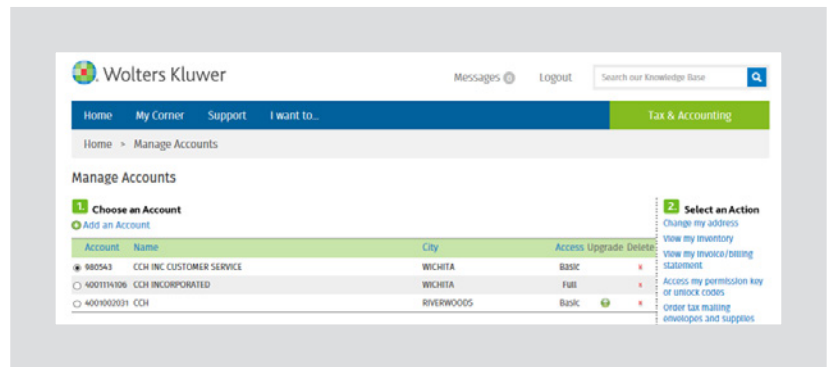 Wolters Kluwer
Messages 0 Logout Search our Knowledge Base
Home My Corner Support I want to... Tax & Accounting
Home > Manage Accounts
Manage Accounts
1. Choose an Account
Add an Account
Account Name City Access Upgrade Delete
980543 CCH INC CUSTOMER SERVICE WICHITA Basic x
4001114106 CCH INCORPORATED WICHITA Full x
4001002031 CCH RIVERWOODS Basic x
2. Select an Action
Change my address
View my inventory
View my invoice/billing
statement
Access my permission key
or unlock codes
Order tax mailing
envelopes and supplies